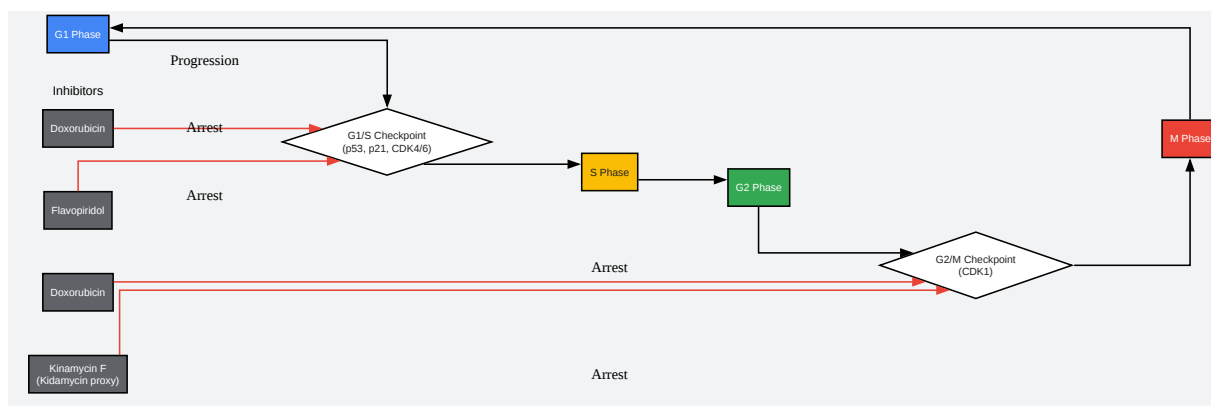 G1 Phase
Progression
Inhibitors
Doxorubicin
Arrest
G1/S Checkpoint
(p53, p21, CDK4/6)
S Phase
M Phase
G2 Phase
Flavopiridol
Arrest
G2/M Checkpoint
(CDK1)
Arrest
Doxorubicin
Kinamycin F
(Kidamycin proxy)
Arrest